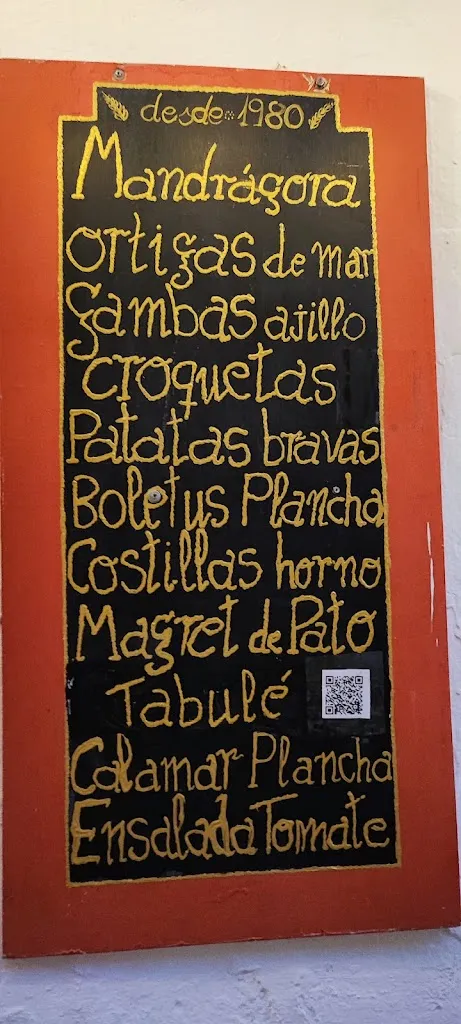 desde 1980
Mandrágora
ortigas de mar
gambas ajillo
croquetas
Patatas bravas
Boletus Plancha
Costillas horno
Magret de Pato
Tabulé
Calamar Plancha
Ensalada Tomate